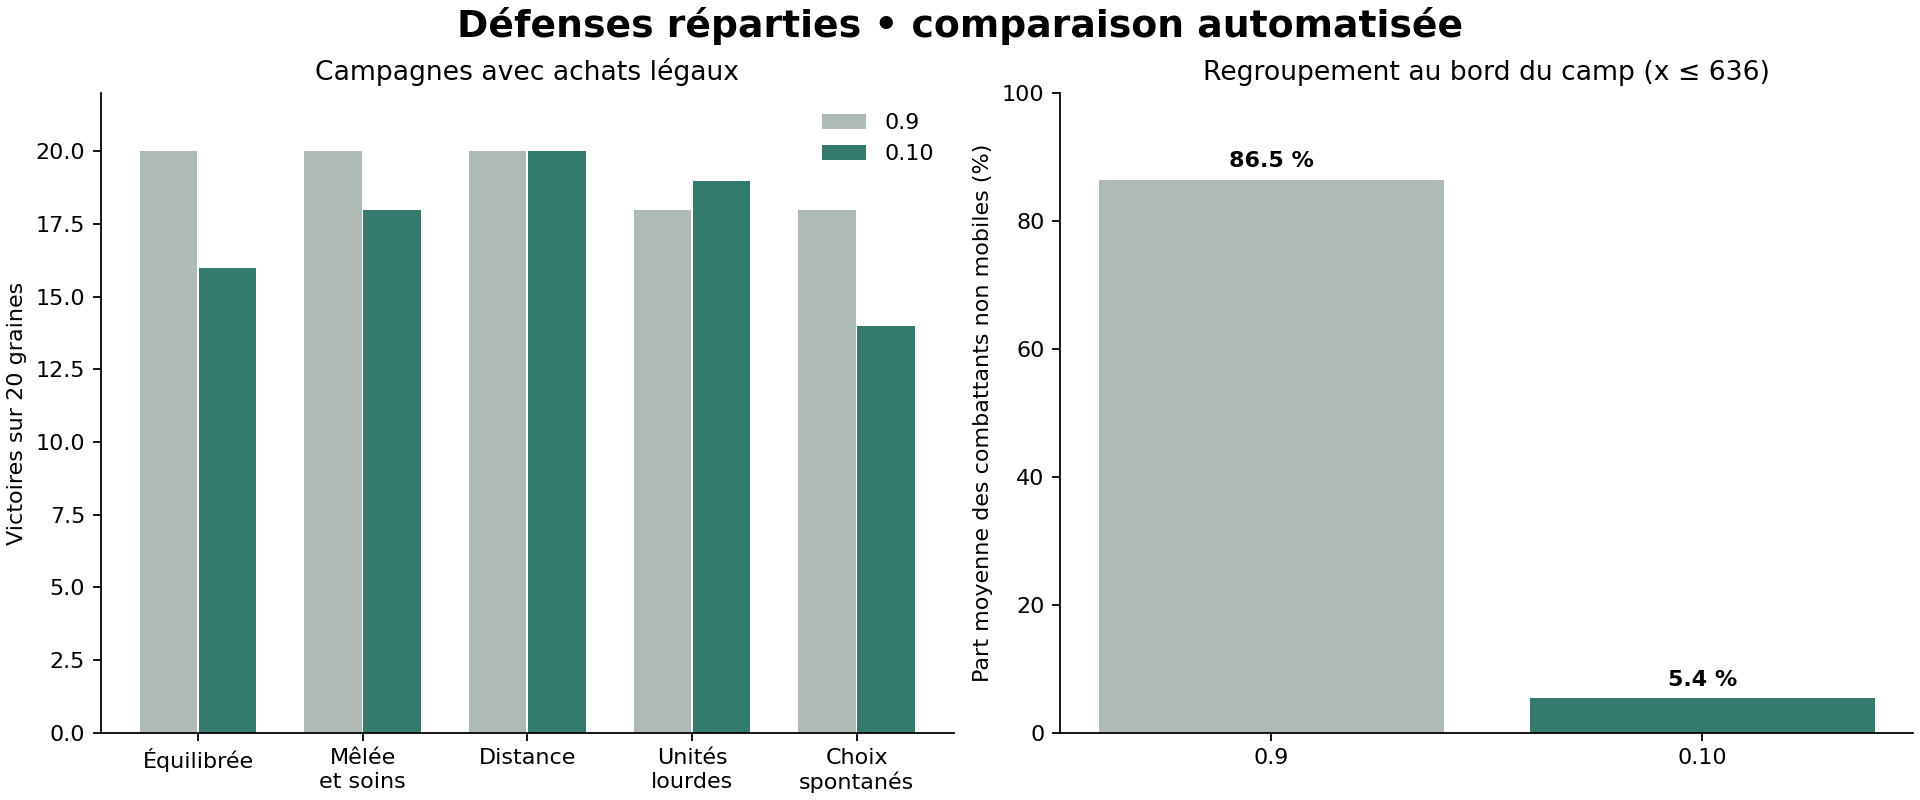 Défenses réparties • comparaison automatisée
Campagnes avec achats légaux
0.9
0.10
Victoires sur 20 graines
20.0
17.5
15.0
12.5
10.0
7.5
5.0
2.5
0.0
Équilibrée
Mêlée
et soins
Distance
Unités
lourdes
Choix
spontanés
Regroupement au bord du camp (x ≤ 636)
Part moyenne des combattants non mobiles (%)
100
80
60
40
20
0
86.5 %
5.4 %
0.9
0.10